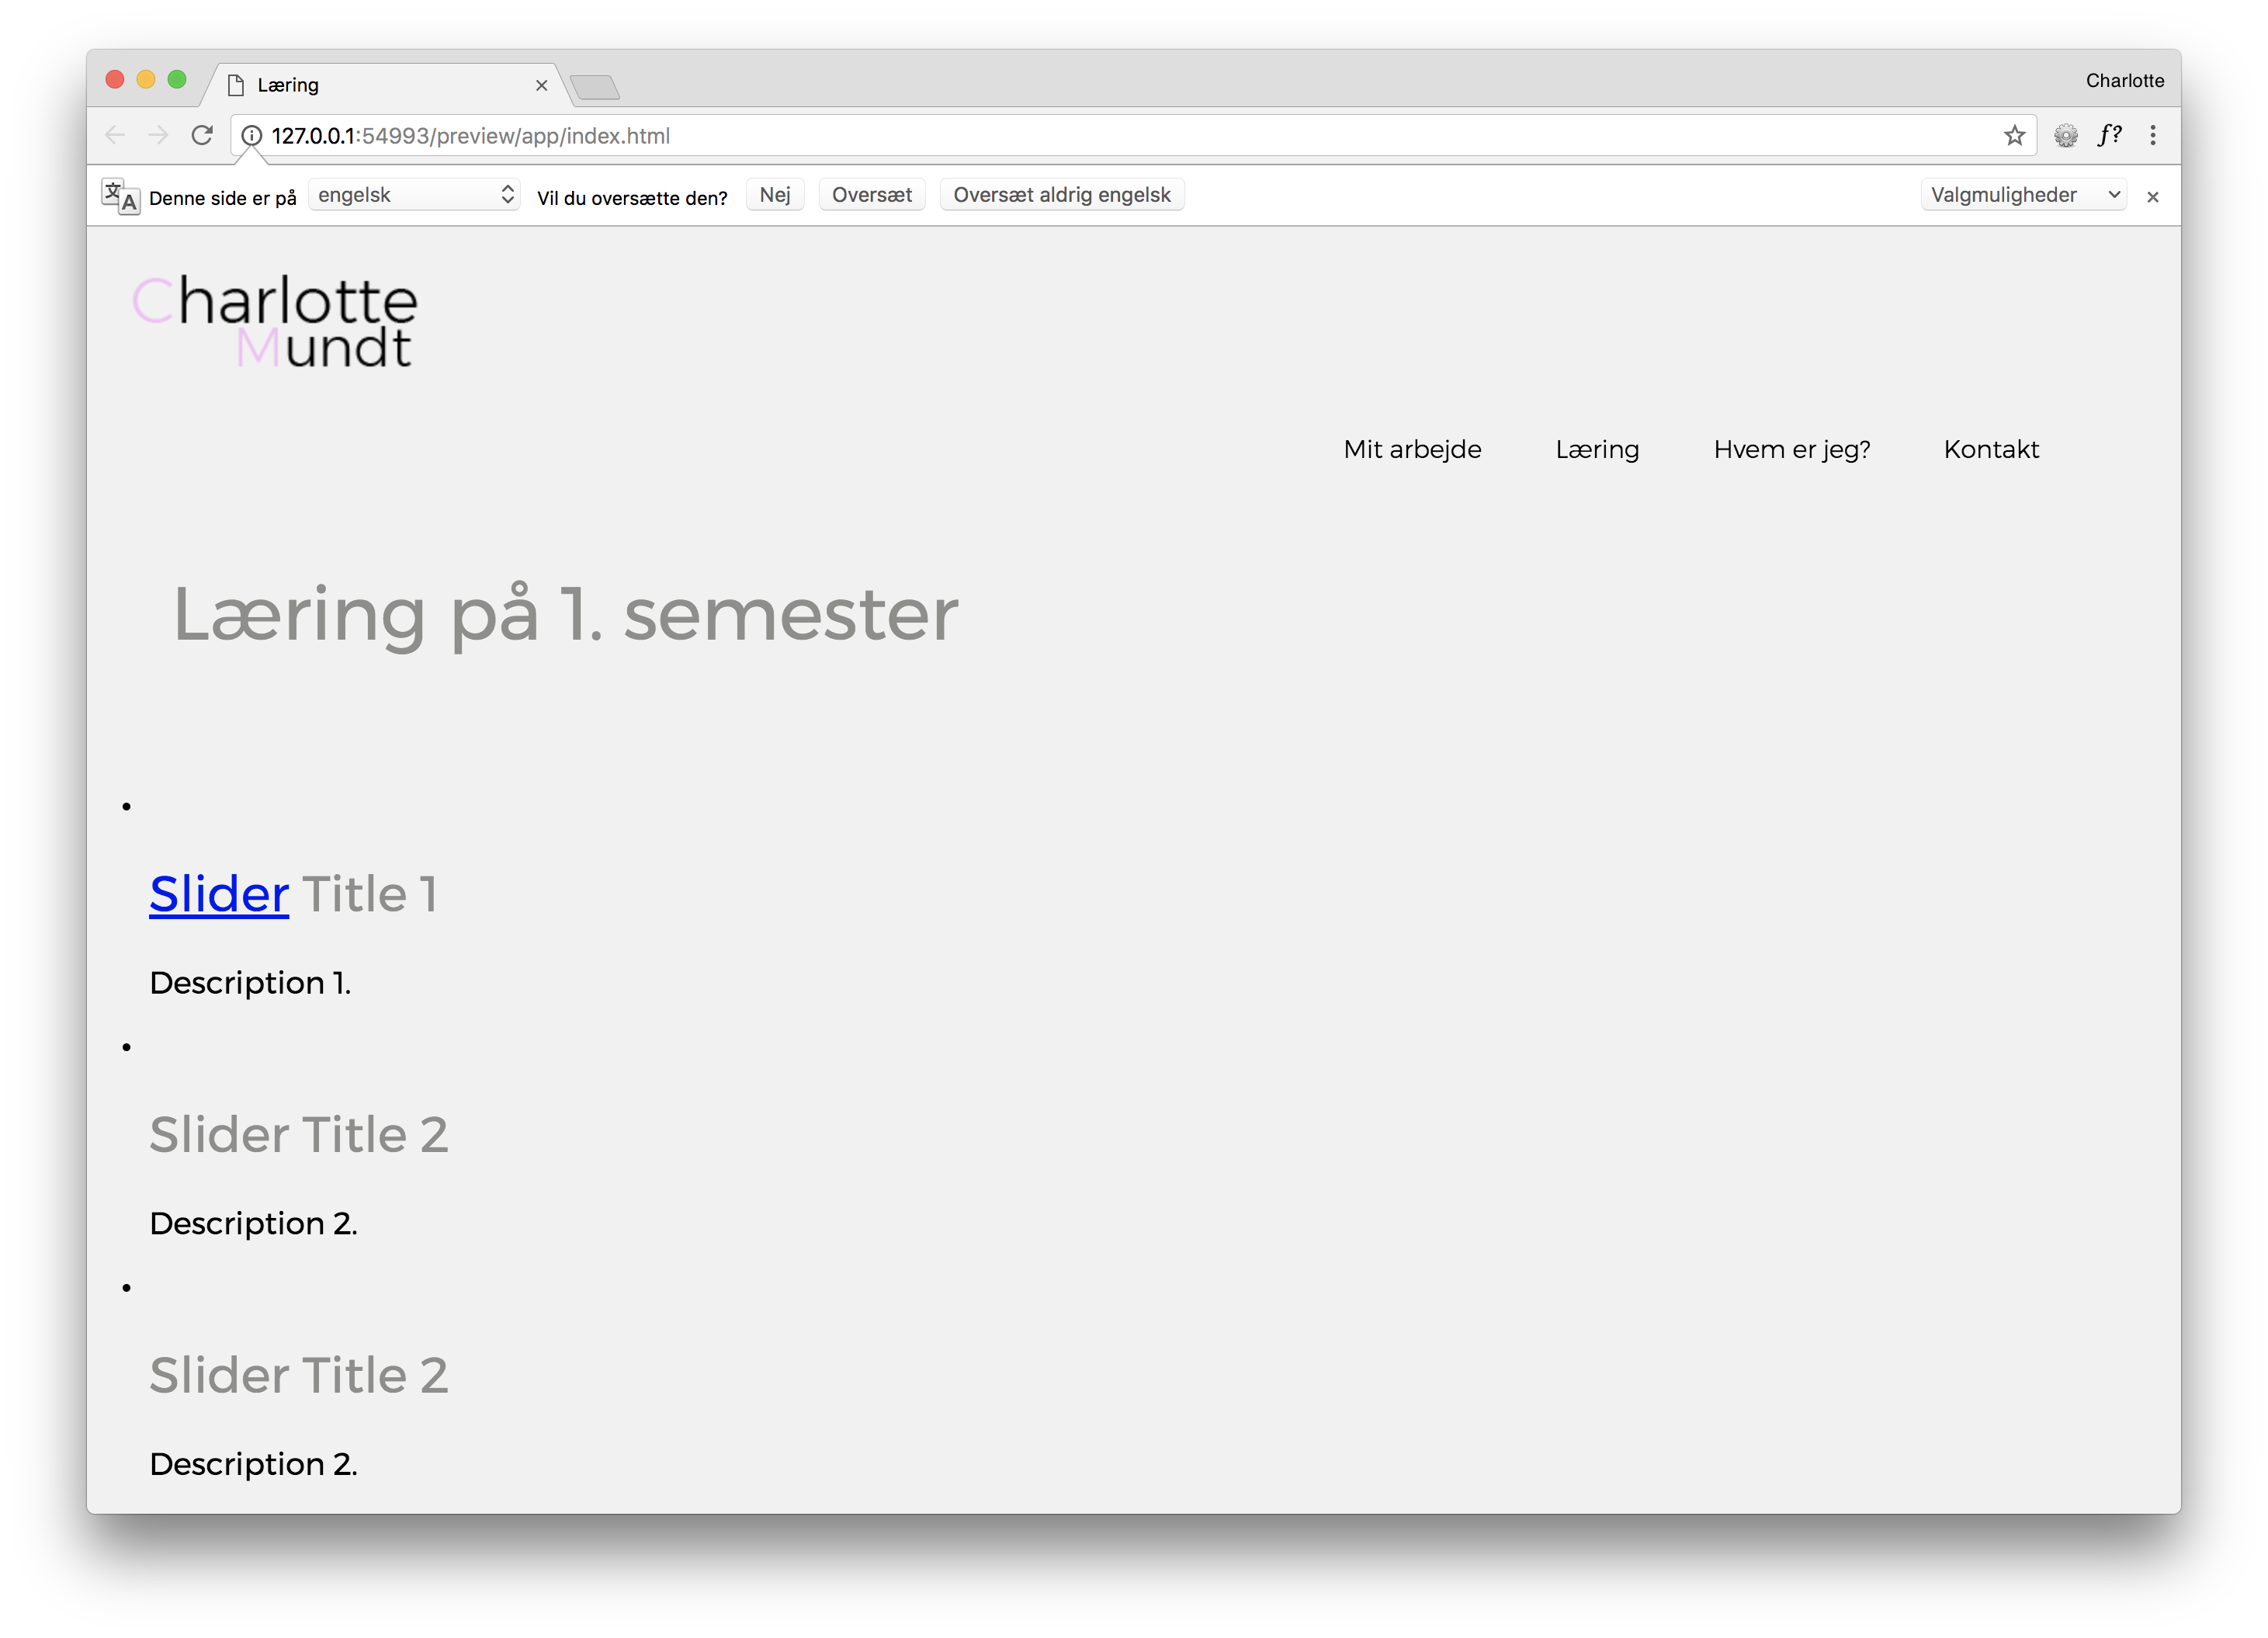 Læring
Charlotte
127.0.0.1:54993/preview/app/index.html
f?
文A Denne side er på engelsk Vil du oversætte den? Nej Oversæt Oversæt aldrig engelsk Valgmuligheder
Charlotte
Mundt
Mit arbejde Læring Hvem er jeg? Kontakt
Læring på 1. semester
Slider Title 1
Description 1.
Slider Title 2
Description 2.
Slider Title 2
Description 2.